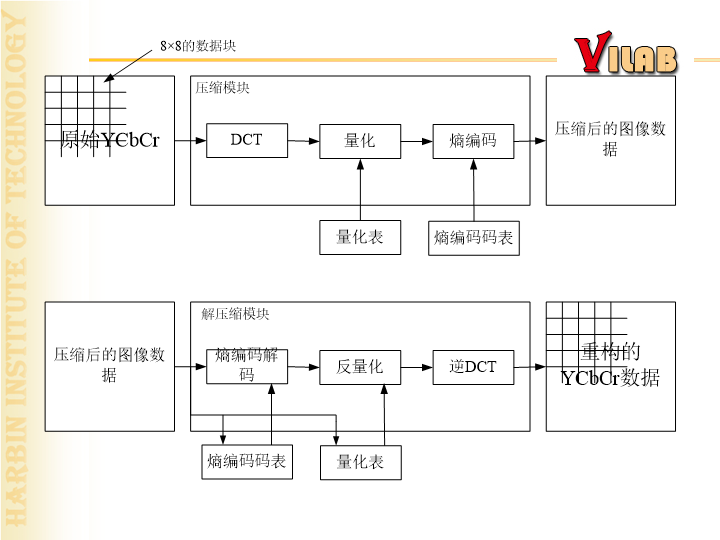 HARBIN INSTITUTE OF TECHNOLOGY
VILAB
8×8的数据块
原始YCbCr
压缩模块
DCT
量化
熵编码
压缩后的图像数
据
量化表
熵编码码表
压缩后的图像数
据
解压缩模块
熵编码解
码
反量化
逆DCT
重构的
YCbCr数据
熵编码码表
量化表